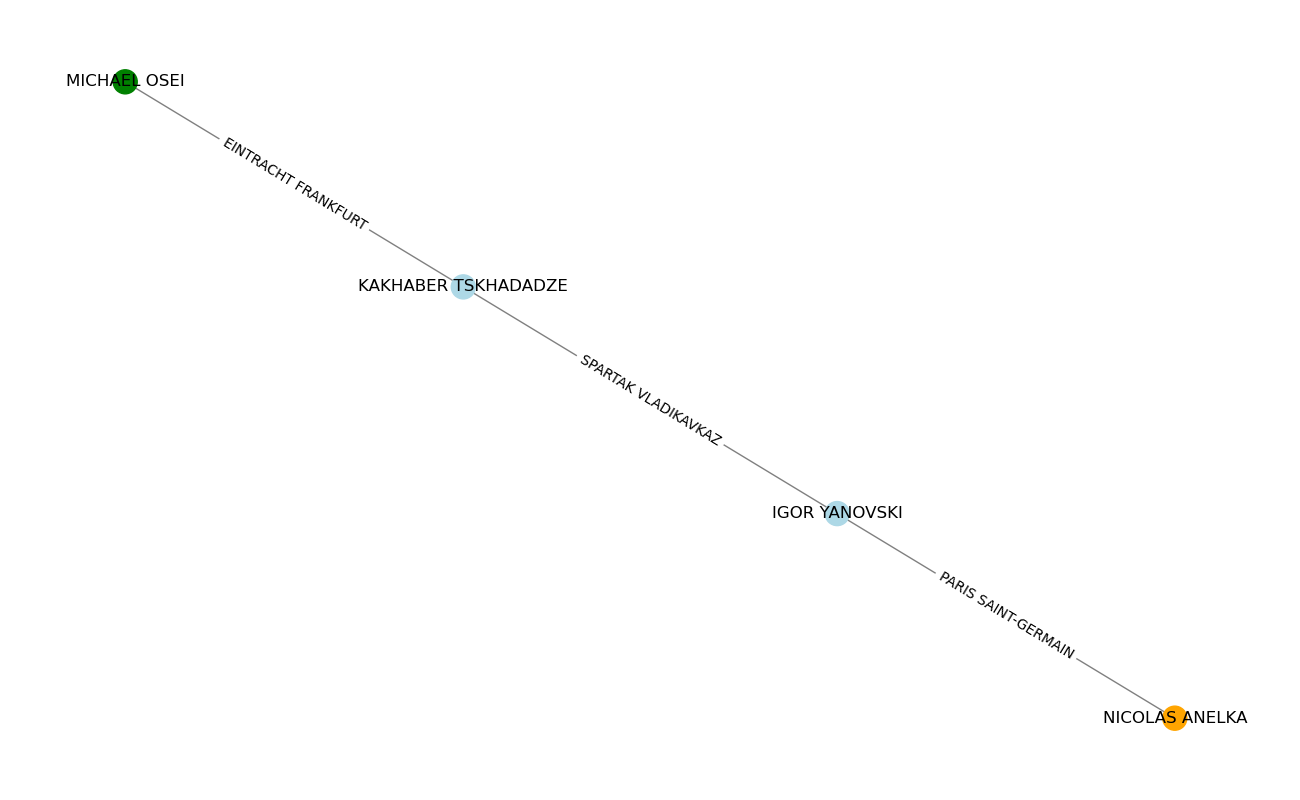 MICHAEL OSEI
EINTRACHT FRANKFURT
KAKHABER TSKHADADZE
SPARTAK VLADIKAVKAZ
IGOR YANOVSKI
PARIS SAINT-GERMAIN
NICOLAS ANELKA